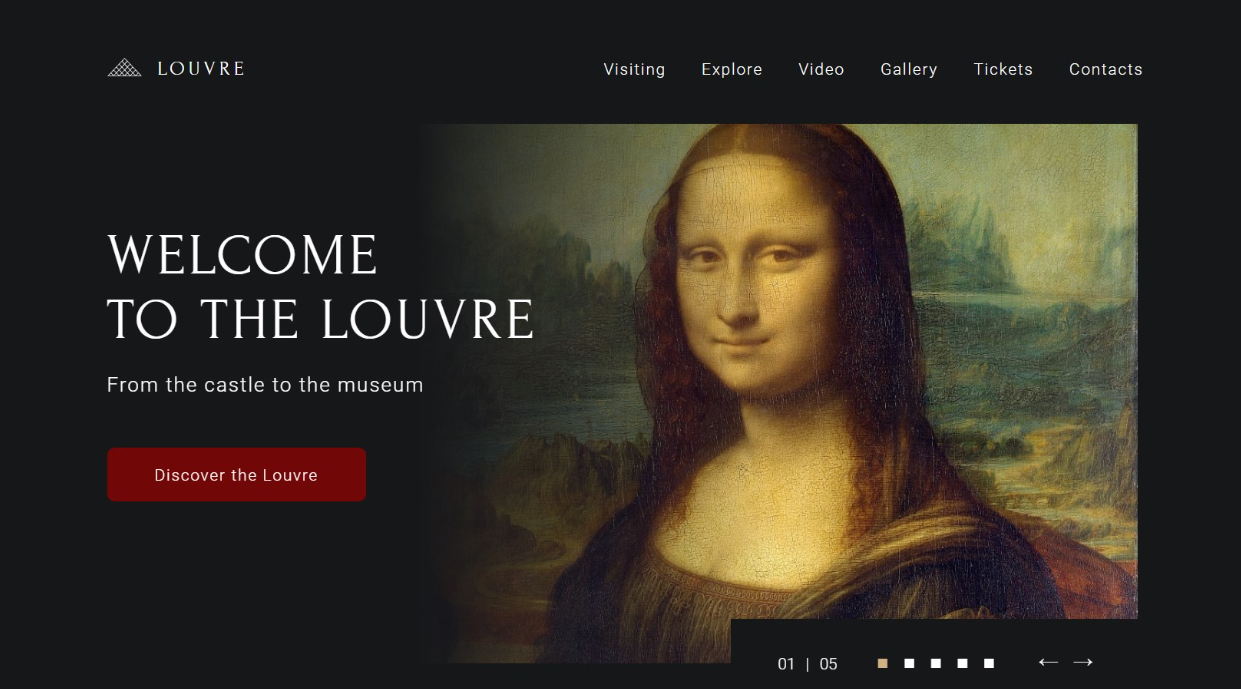 LOUVRE
Visiting Explore Video Gallery Tickets Contacts
WELCOME
TO THE LOUVRE
From the castle to the museum
Discover the Louvre
01 | 05